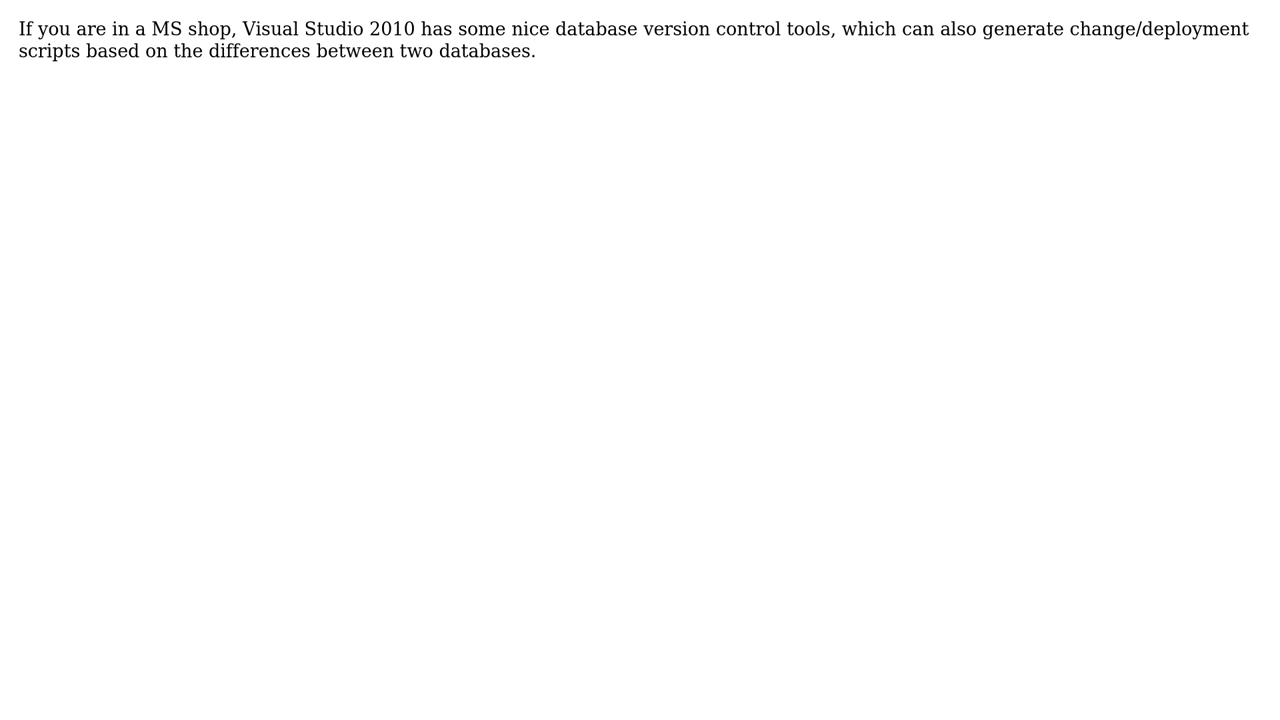 If you are in a MS shop, Visual Studio 2010 has some nice database version control tools, which can also generate change/deployment
scripts based on the differences between two databases.